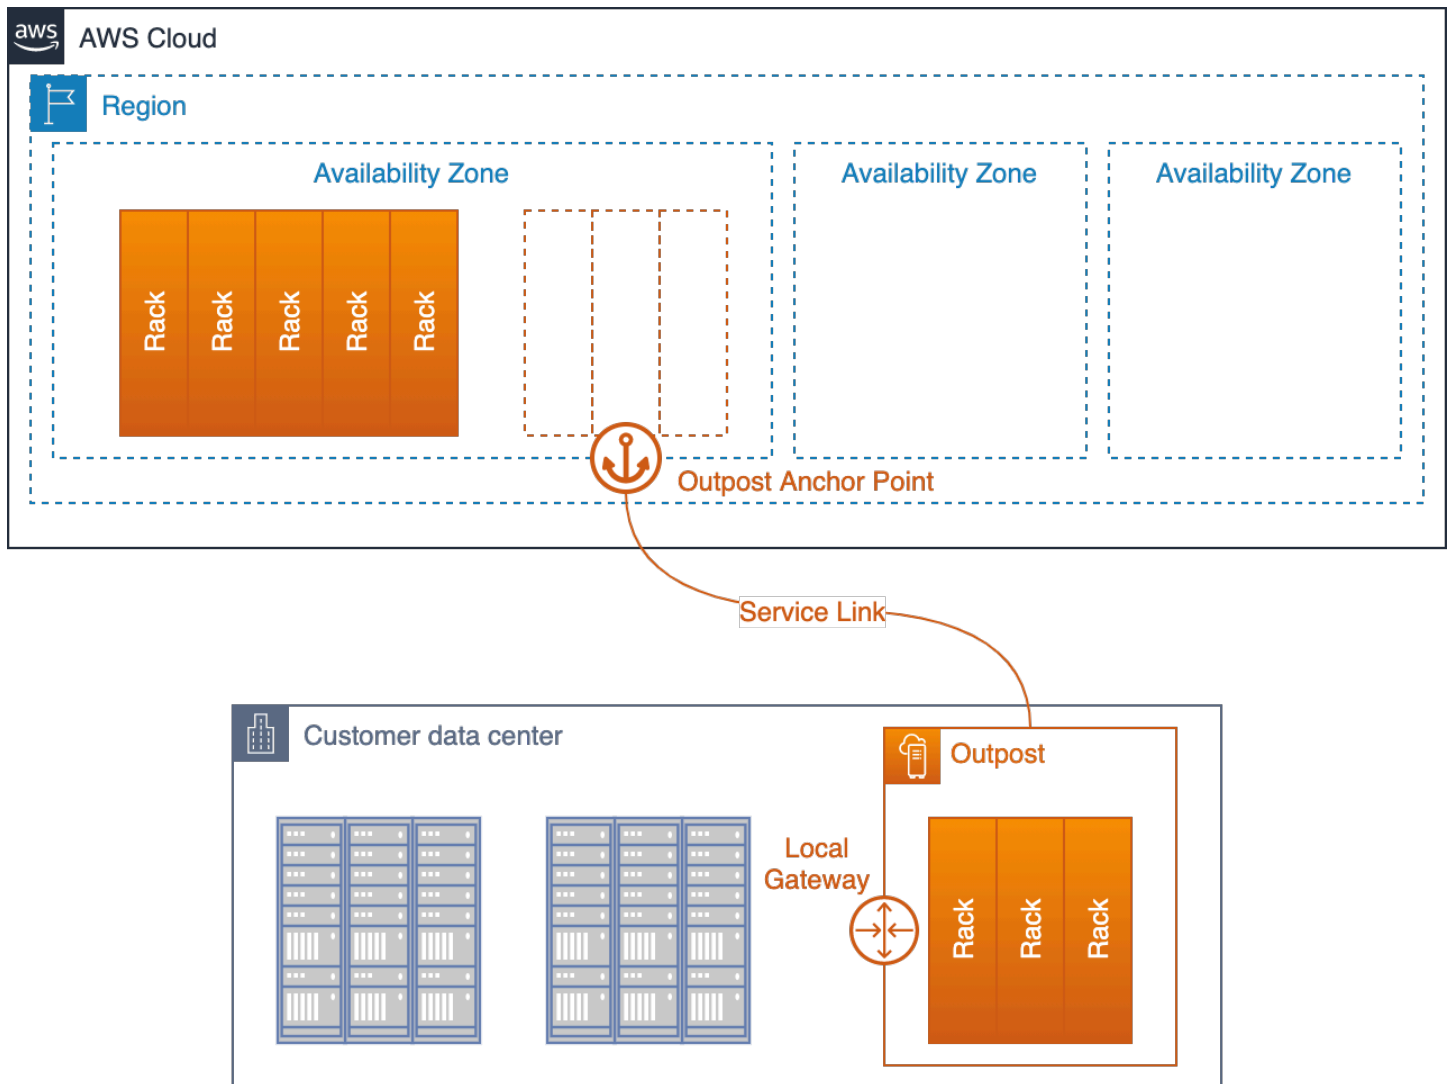 aws
AWS Cloud
Region
Availability Zone
Availability Zone
Availability Zone
Rack
Rack
Rack
Rack
Rack
Outpost Anchor Point
Service Link
Customer data center
Outpost
Local
Gateway
Rack
Rack
Rack